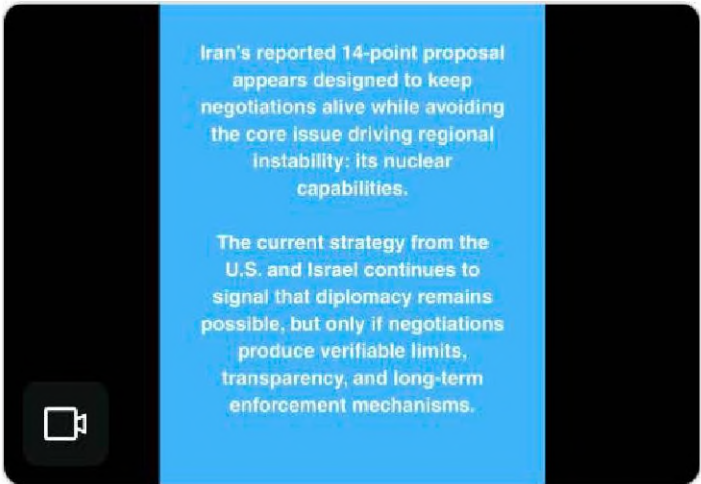 Iran's reported 14-point proposal
appears designed to keep
negotiations alive while avoiding
the core issue driving regional
instability: its nuclear
capabilities.
The current strategy from the
U.S. and Israel continues to
signal that diplomacy remains
possible, but only if negotiations
produce verifiable limits,
transparency, and long-term
enforcement mechanisms.